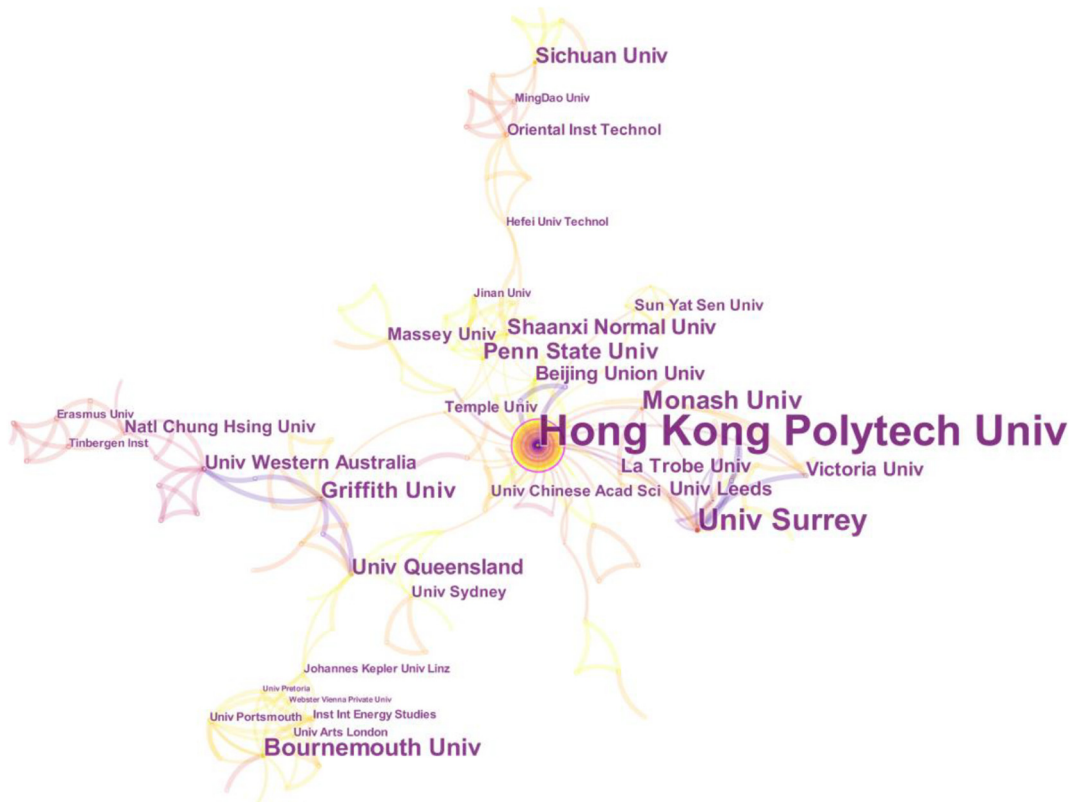 Sichuan Univ
MingDao Univ
Oriental Inst Technol
Hefei Univ Technol
Jinan Univ
Sun Yat Sen Univ
Shaanxi Normal Univ
Massey Univ
Penn State Univ
Beijing Union Univ
Monash Univ
Temple Univ
Erasmus Univ
Natl Chung Hsing Univ
Hong Kong Polytech Univ
Tinbergen Inst
Univ Western Australia
La Trobe Univ
Victoria Univ
Griffith Univ
Univ Chinese Acad Sci
Univ Leeds
Univ Surrey
Univ Queensland
Univ Sydney
Johannes Kepler Univ Linz
Univ Pretoria
Webster Vienna Private Univ
Univ Portsmouth
Inst Int Energy Studies
Univ Arts London
Bournemouth Univ